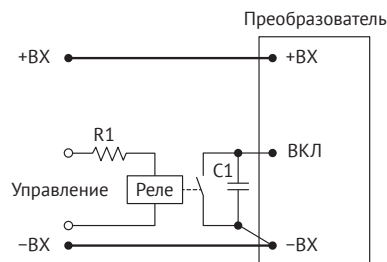 Преобразователь
+ВХ
+ВХ
R1
ВКЛ
C1
Управление
Реле
−ВХ
−ВХ